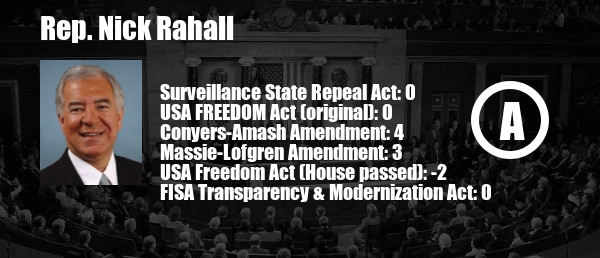 Rep. Nick Rahall
Surveillance State Repeal Act: 0
USA FREEDOM Act (original): 0
Conyers-Amash Amendment: 4
Massie-Lofgren Amendment: 3
USA Freedom Act (House passed): -2
FISA Transparency & Modernization Act: 0
A